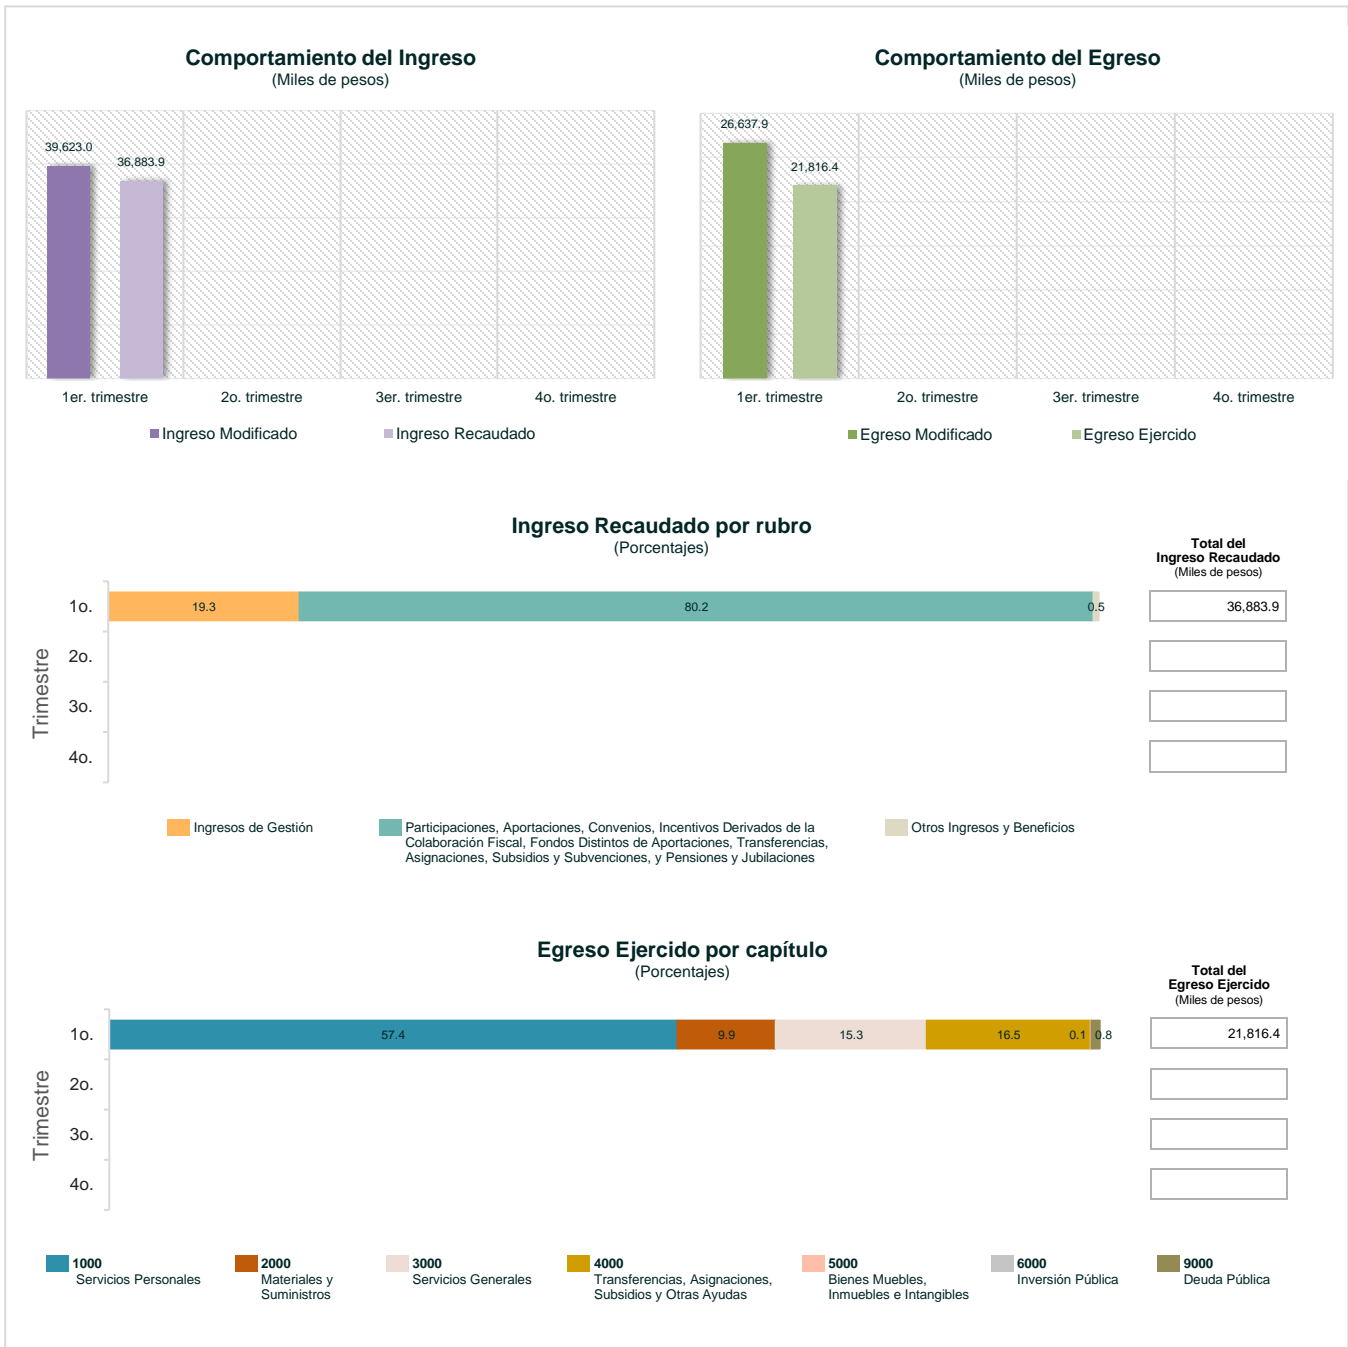 Comportamiento del Ingreso
(Miles de pesos)
39,623.0
36,883.9
1er. trimestre
2o. trimestre
3er. trimestre
4o. trimestre
Ingreso Modificado
Ingreso Recaudado
Comportamiento del Egreso
(Miles de pesos)
26,637.9
21,816.4
1er. trimestre
2o. trimestre
3er. trimestre
4o. trimestre
Egreso Modificado
Egreso Ejercido
Ingreso Recaudado por rubro
(Porcentajes)
Total del
Ingreso Recaudado
(Miles de pesos)
Trimestre
1o.
19.3
80.2
0.5
36,883.9
2o.
3o.
4o.
Ingresos de Gestión
Participaciones, Aportaciones, Convenios, Incentivos Derivados de la
Colaboración Fiscal, Fondos Distintos de Aportaciones, Transferencias,
Asignaciones, Subsidios y Subvenciones, y Pensiones y Jubilaciones
Otros Ingresos y Beneficios
Egreso Ejercido por capítulo
(Porcentajes)
Total del
Egreso Ejercido
(Miles de pesos)
Trimestre
1o.
57.4
9.9
15.3
16.5
0.1
0.8
21,816.4
2o.
3o.
4o.
1000
Servicios Personales
2000
Materiales y
Suministros
3000
Servicios Generales
4000
Transferencias, Asignaciones,
Subsidios y Otras Ayudas
5000
Bienes Muebles,
Inmuebles e Intangibles
6000
Inversión Pública
9000
Deuda Pública